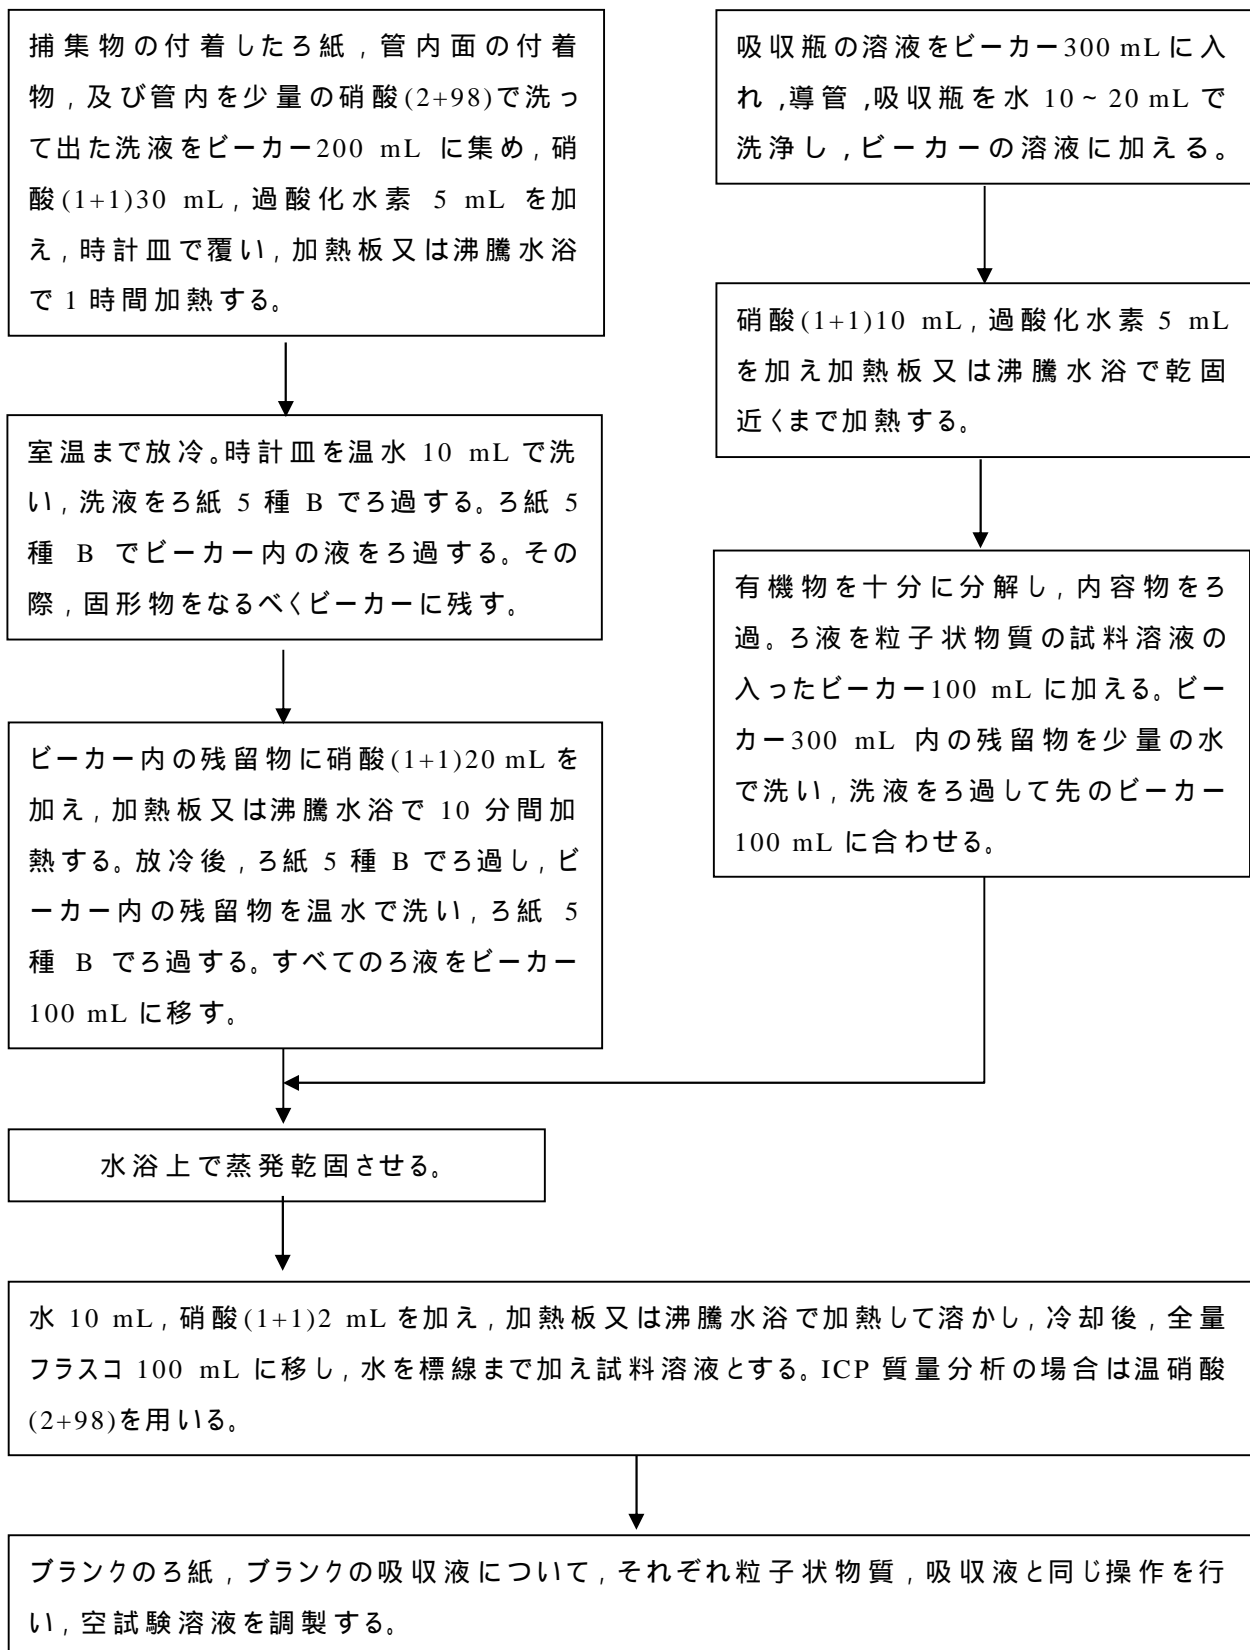 捕集物の付着したろ紙，管内面の付着
物，及び管内を少量の硝酸(2+98)で洗っ
て出た洗液をビーカー200 mL に集め，硝
酸(1+1)30 mL，過酸化水素 5 mL を加
え，時計皿で覆い，加熱板又は沸騰水浴
で 1 時間加熱する。
室温まで放冷。時計皿を温水 10 mL で洗
い，洗液をろ紙 5 種 B でろ過する。ろ紙 5
種 B でビーカー内の液をろ過する。その
際，固形物をなるべくビーカーに残す。
ビーカー内の残留物に硝酸(1+1)20 mL を
加え，加熱板又は沸騰水浴で 10 分間加
熱する。放冷後，ろ紙 5 種 B でろ過し，ビ
ーカー内の残留物を温水で洗い，ろ紙 5
種 B でろ過する。すべてのろ液をビーカー
100 mL に移す。
吸収瓶の溶液をビーカー300 mL に入
れ，導管，吸収瓶を水 10~20 mL で
洗浄し，ビーカーの溶液に加える。
硝酸(1+1)10 mL，過酸化水素 5 mL
を加え加熱板又は沸騰水浴で乾固
近くまで加熱する。
有機物を十分に分解し，内容物をろ
過。ろ液を粒子状物質の試料溶液の
入ったビーカー100 mL に加える。ビー
カー300 mL 内の残留物を少量の水
で洗い，洗液をろ過して先のビーカー
100 mL に合わせる。
水浴上で蒸発乾固させる。
水 10 mL，硝酸(1+1)2 mL を加え，加熱板又は沸騰水浴で加熱して溶かし，冷却後，全量
フラスコ 100 mL に移し，水を標線まで加え試料溶液とする。ICP 質量分析の場合は温硝酸
(2+98)を用いる。
ブランクのろ紙，ブランクの吸収液について，それぞれ粒子状物質，吸収液と同じ操作を行
い，空試験溶液を調製する。